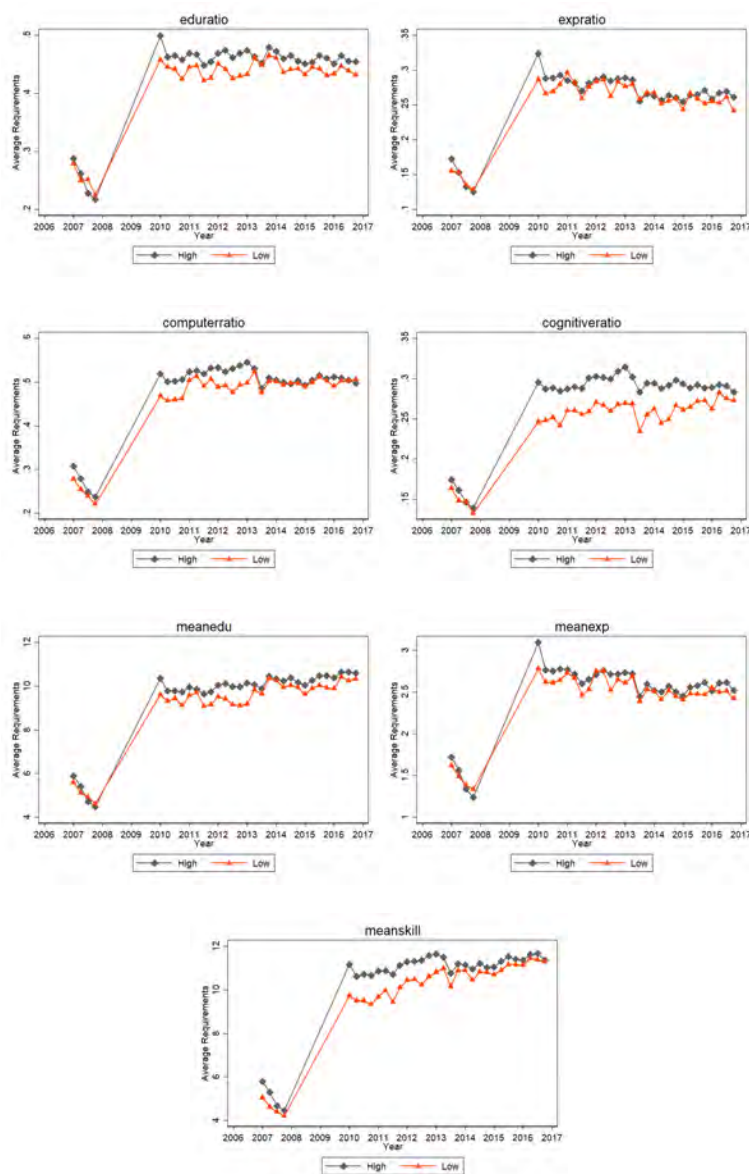 eduratio
Average Requirements
.2 .3 .4 .5
2006 2007 2008 2009 2010 2011 2012 2013 2014 2015 2016 2017
Year
High Low
expratio
Average Requirements
.1 .15 .2 .25 .3 .35
2006 2007 2008 2009 2010 2011 2012 2013 2014 2015 2016 2017
Year
High Low
computerratio
Average Requirements
.2 .3 .4 .5 .6
2006 2007 2008 2009 2010 2011 2012 2013 2014 2015 2016 2017
Year
High Low
cognitiveratio
Average Requirements
.15 .2 .25 .3 .35
2006 2007 2008 2009 2010 2011 2012 2013 2014 2015 2016 2017
Year
High Low
meanedu
Average Requirements
4 6 8 10 12
2006 2007 2008 2009 2010 2011 2012 2013 2014 2015 2016 2017
Year
High Low
meanexp
Average Requirements
1 1.5 2 2.5 3
2006 2007 2008 2009 2010 2011 2012 2013 2014 2015 2016 2017
Year
High Low
meanskill
Average Requirements
4 6 8 10 12
2006 2007 2008 2009 2010 2011 2012 2013 2014 2015 2016 2017
Year
High Low